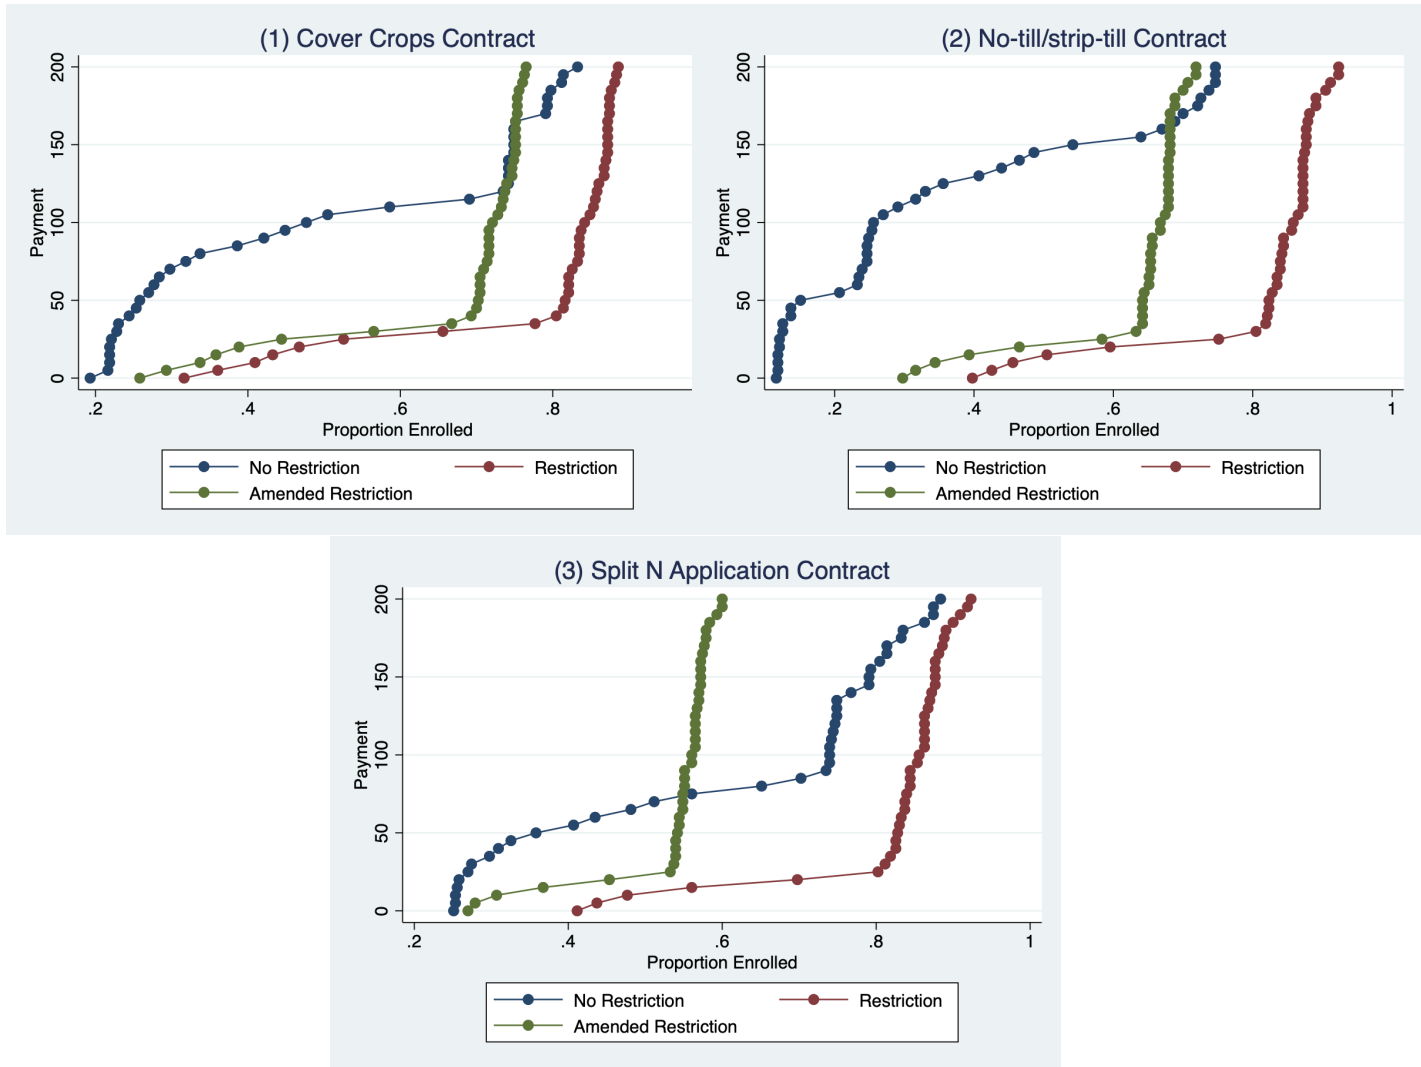 (1) Cover Crops Contract
200
150
100
50
0
Payment
.2 .4 .6 .8
Proportion Enrolled
No Restriction Restriction
Amended Restriction
(2) No-till/strip-till Contract
200
150
100
50
0
Payment
.2 .4 .6 .8 1
Proportion Enrolled
No Restriction Restriction
Amended Restriction
(3) Split N Application Contract
200
150
100
50
0
Payment
.2 .4 .6 .8 1
Proportion Enrolled
No Restriction Restriction
Amended Restriction